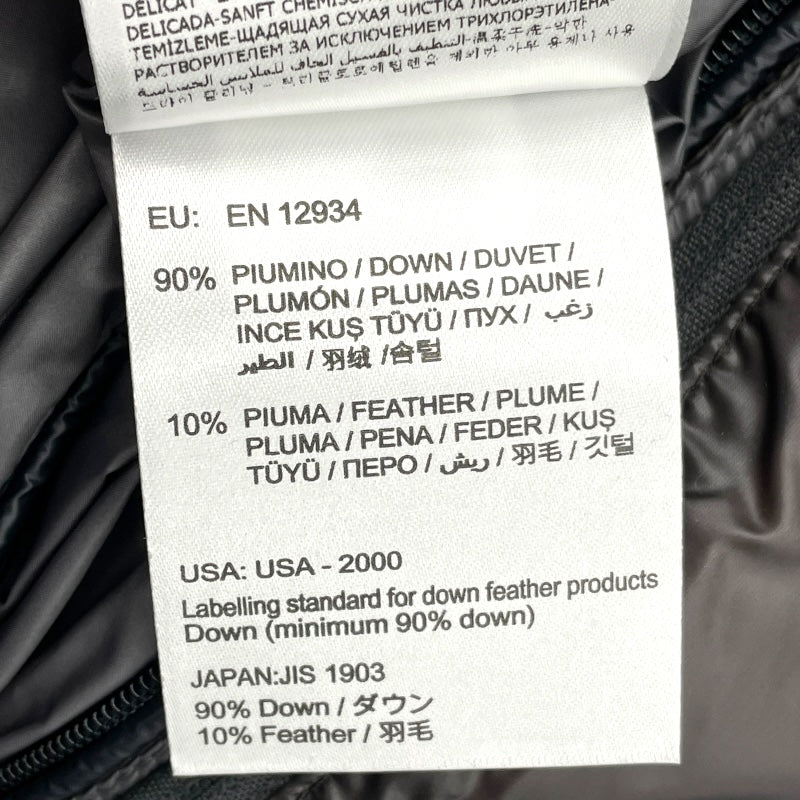 DELICADA-SANFT
TEMİZLEME-ЩАДЯЩАЯ СУХАЯ ЧИСТКА
РАСТВОРИТЕЛЕМ ЗА ИСКЛЮЧЕНИЕМ ТРИХЛОРЭТИЛЕНА-
EU: EN 12934
90% PIUMINO / DOWN / DUVET /
PLUMÓN / PLUMAS / DAUNE /
INCE KUŞ TÜYÜ / ПУХ / زغب
الطير / 羽绒 /솜털
10% PIUMA / FEATHER / PLUME /
PLUMA / PENA / FEDER / KUŞ
TÜYÜ / ПЕРО / ريش / 羽毛 / 깃털
USA: USA - 2000
Labelling standard for down feather products
Down (minimum 90% down)
JAPAN:JIS 1903
90% Down / ダウン
10% Feather / 羽毛